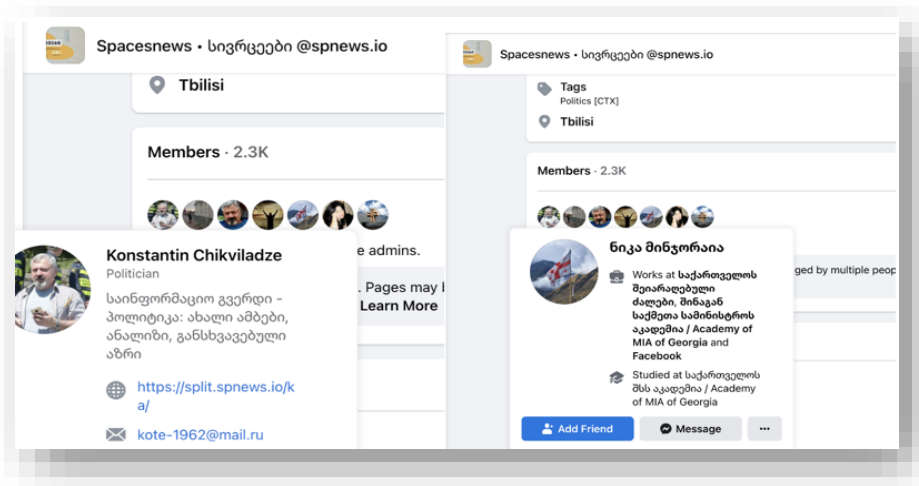 Spacesnews • სივრცეები @spnews.io
Tbilisi
Members · 2.3K
e admins.
. Pages may
Learn More
Konstantin Chikviladze
Politician
საინფორმაციო გვერდი -
პოლიტიკა: ახალი ამბები,
ანალიზი, განსხვავებული
აზრი
https://split.spnews.io/k
a/
kote-1962@mail.ru
Spacesnews • სივრცეები @spnews.io
Tags
Politics [CTX]
Tbilisi
Members · 2.3K
ged by multiple peop
ნიკა მინჯორაია
Works at საქართველოს
შეიარაღებული
ძალები, შინაგან
საქმეთა სამინისტროს
აკადემია / Academy of
MIA of Georgia and
Facebook
Studied at საქართველოს
შსს აკადემია / Academy
of MIA of Georgia
Add Friend
Message